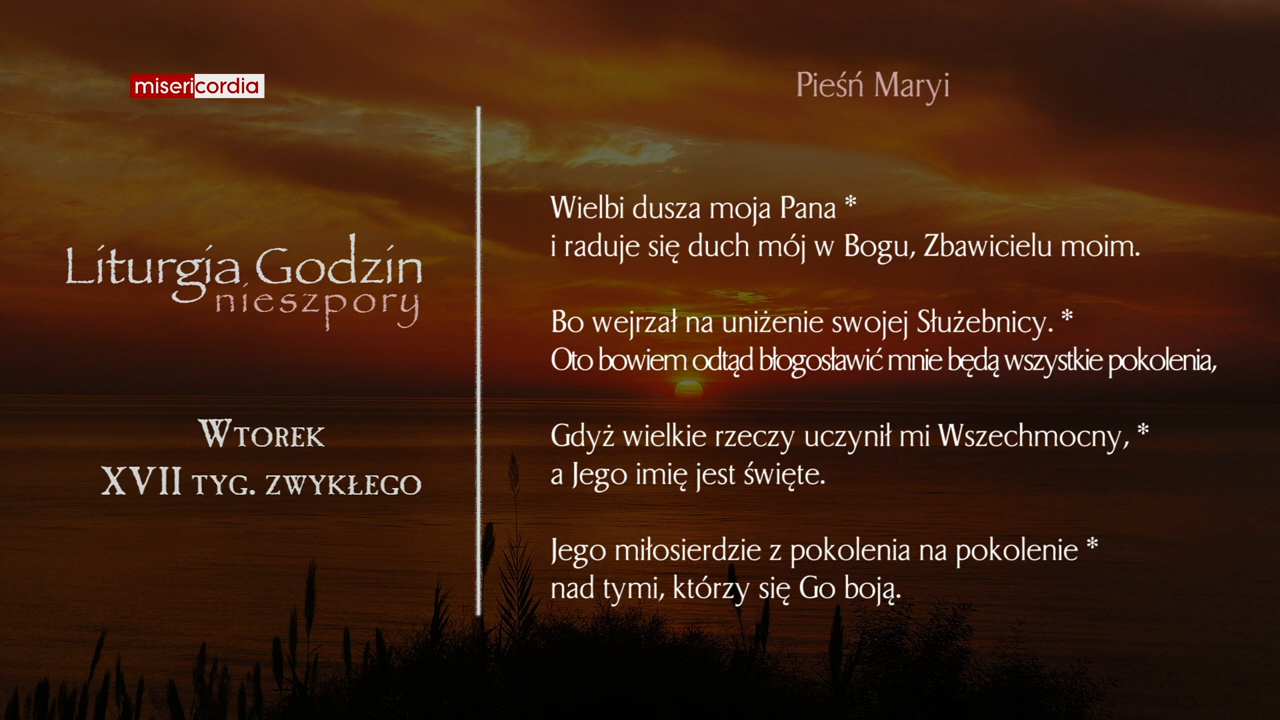 misericordia
Liturgia Godzin
nieszpory
Wtorek
XVII tyg. zwykłego
Pieśń Maryi
Wielbi dusza moja Pana *
i raduje się duch mój w Bogu, Zbawicielu moim.
Bo wejrzał na uniżenie swojej Służebnicy. *
Oto bowiem odtąd błogosławić mnie będą wszystkie pokolenia,
Gdyż wielkie rzeczy uczynił mi Wszechmocny, *
a Jego imię jest święte.
Jego miłosierdzie z pokolenia na pokolenie *
nad tymi, którzy się Go boją.